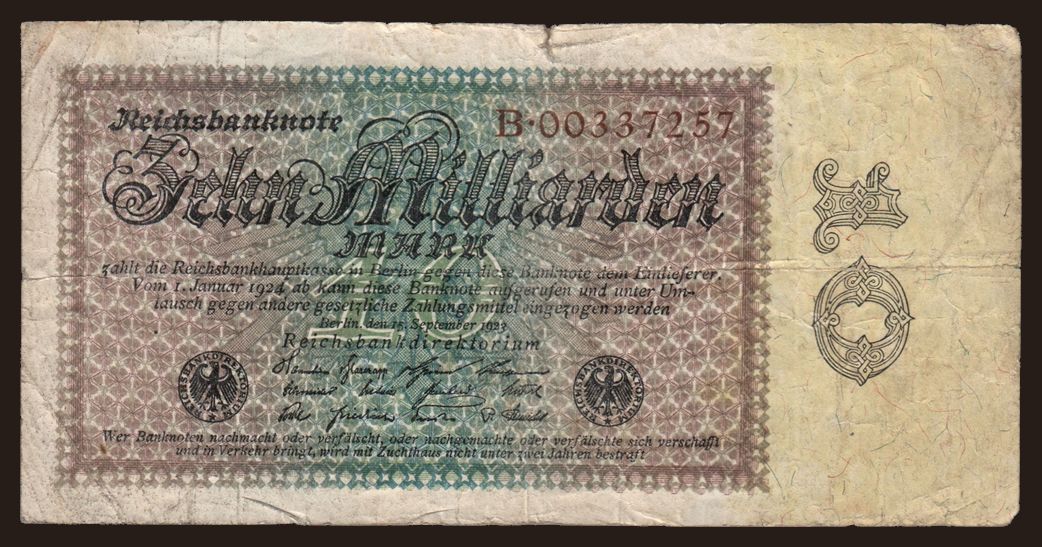 Reichsbanknote
B·00337257
Zehn Milliarden
MARK
zahlt die Reichsbankhauptkasse in Berlin gegen diese Banknote dem Einlieferer.
Vom 1. Januar 1924 ab kann diese Banknote aufgerufen und unter Um-
tausch gegen andere gesetzliche Zahlungsmittel eingezogen werden
Berlin, den 15. September 1923
Reichsbankdirektorium
REICHSBANKDIREKTORIUM
REICHSBANKDIREKTORIUM
Wer Banknoten nachmacht oder verfälscht, oder nachgemachte oder verfälschte sich verschafft
und in Verkehr bringt, wird mit Zuchthaus nicht unter zwei Jahren bestraft
10